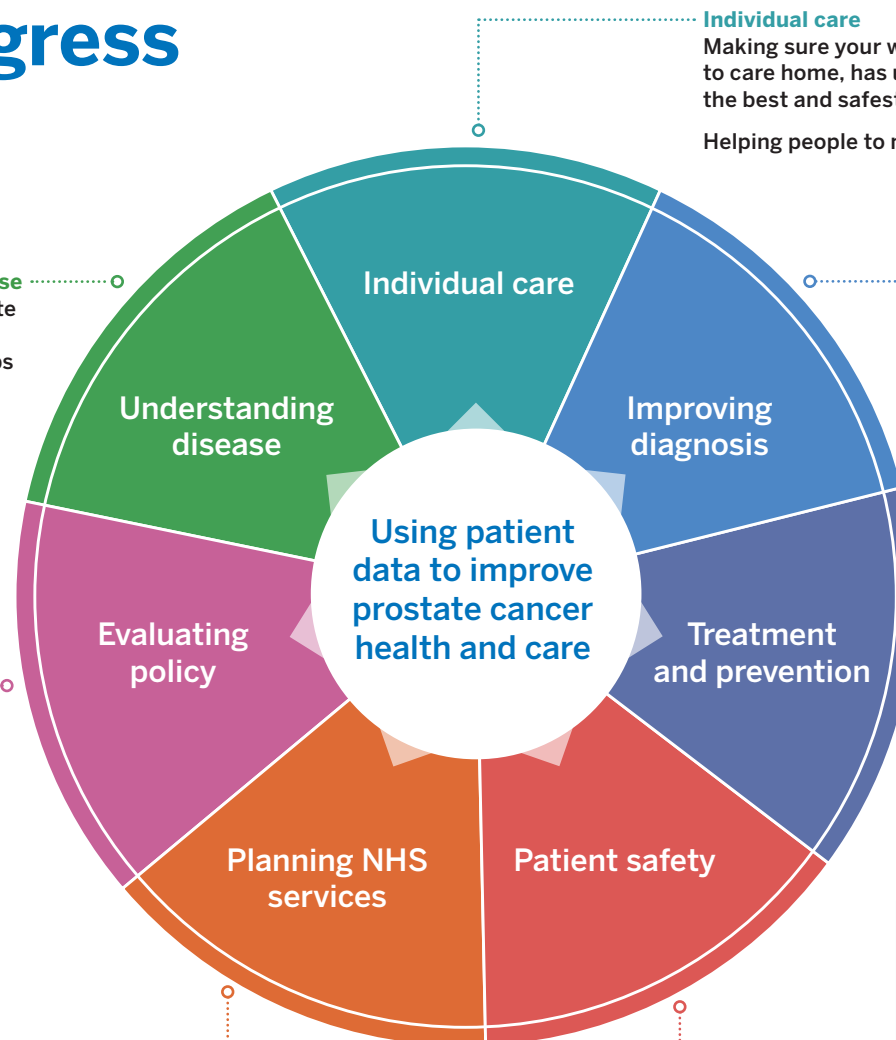 gress
Individual care
Making sure your w
to care home, has u
the best and safest
Helping people to r
se
te
os
Individual care
Understanding
disease
Improving
diagnosis
Using patient
data to improve
prostate cancer
health and care
Evaluating
policy
Treatment
and prevention
Planning NHS
services
Patient safety